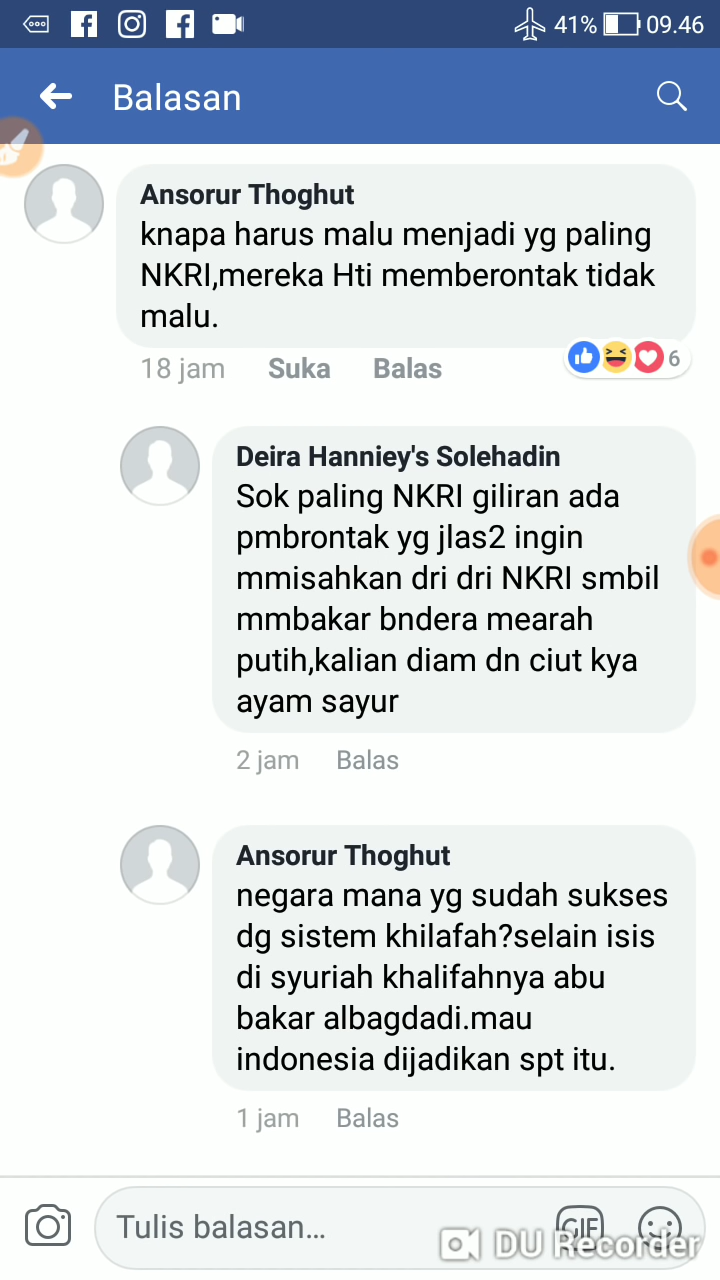 41% 09.46
Balasan
Ansorur Thoghut
knapa harus malu menjadi yg paling
NKRI,mereka Hti memberontak tidak
malu.
18 jam Suka Balas 6
Deira Hanniey's Solehadin
Sok paling NKRI giliran ada
pmbrontak yg jlas2 ingin
mmisahkan dri dri NKRI smbil
mmbakar bndera mearah
putih,kalian diam dn ciut kya
ayam sayur
2 jam Balas
Ansorur Thoghut
negara mana yg sudah sukses
dg sistem khilafah?selain isis
di syuriah khalifahnya abu
bakar albagdadi.mau
indonesia dijadikan spt itu.
1 jam Balas
Tulis balasan... GIF
DU Recorder